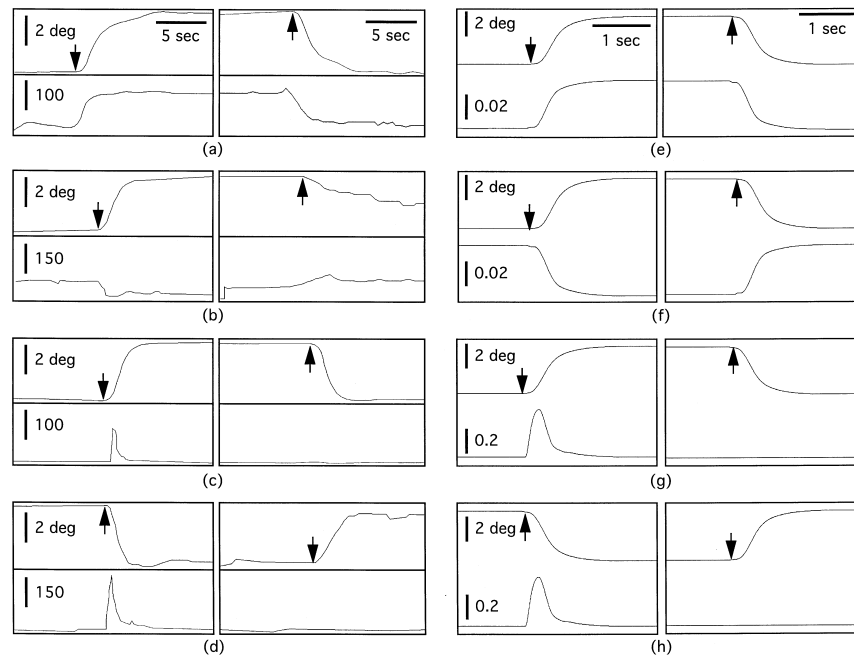 2 deg
5 sec
5 sec
100
(a)
2 deg
150
(b)
2 deg
100
(c)
2 deg
150
(d)
2 deg
1 sec
1 sec
0.02
(e)
2 deg
0.02
(f)
2 deg
0.2
(g)
2 deg
0.2
(h)